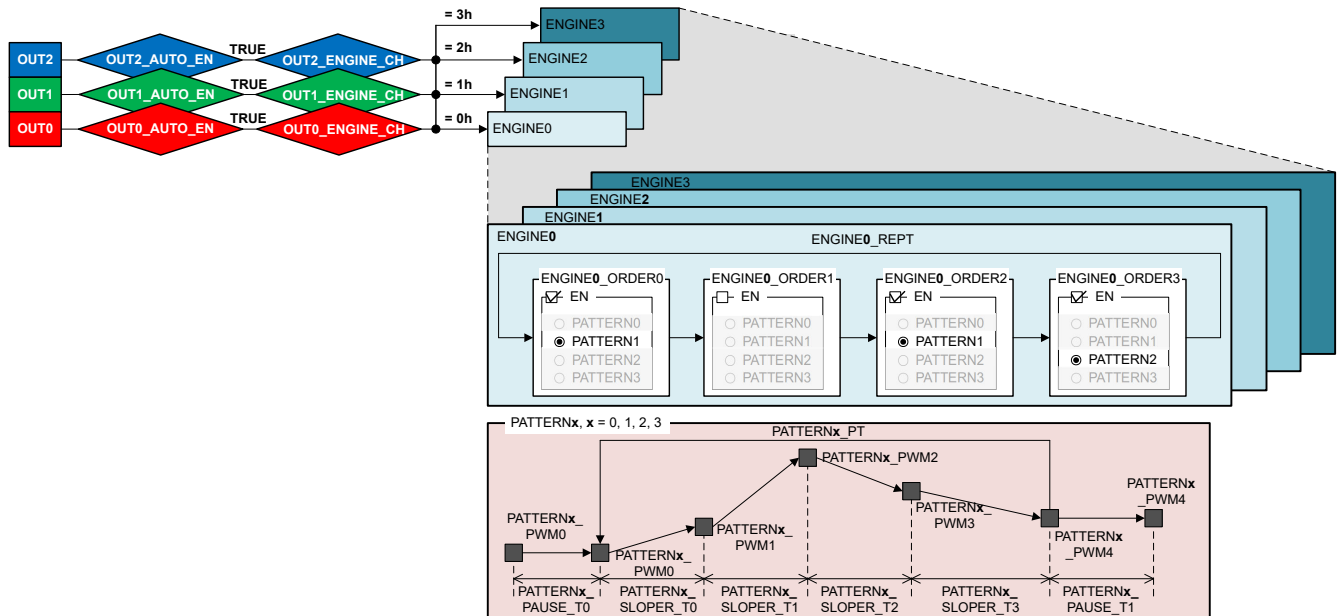 = 3h
ENGINE3
= 2h
ENGINE2
OUT2
OUT2_AUTO_EN
TRUE
OUT2_ENGINE_CH
= 1h
ENGINE1
OUT1
OUT1_AUTO_EN
TRUE
OUT1_ENGINE_CH
= 0h
ENGINE0
OUT0
OUT0_AUTO_EN
TRUE
OUT0_ENGINE_CH
ENGINE3
ENGINE2
ENGINE1
ENGINE0
ENGINE0_REPT
ENGINE0_ORDER0
EN
PATTERN0
PATTERN1
PATTERN2
PATTERN3
ENGINE0_ORDER1
EN
PATTERN0
PATTERN1
PATTERN2
PATTERN3
ENGINE0_ORDER2
EN
PATTERN0
PATTERN1
PATTERN2
PATTERN3
ENGINE0_ORDER3
EN
PATTERN0
PATTERN1
PATTERN2
PATTERN3
PATTERNx, x = 0, 1, 2, 3
PATTERNx_PT
PATTERNx_
PWM0
PATTERNx_
PWM0
PATTERNx_
PWM1
PATTERNx_PWM2
PATTERNx_
PWM3
PATTERNx
_PWM4
PATTERNx
_PWM4
PATTERNx_
PAUSE_T0
PATTERNx_
SLOPER_T0
PATTERNx_
SLOPER_T1
PATTERNx_
SLOPER_T2
PATTERNx_
SLOPER_T3
PATTERNx_
PAUSE_T1